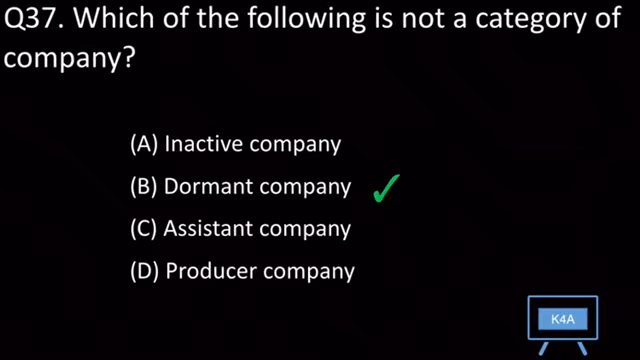 Q37. Which of the following is not a category of
company?
(A) Inactive company
(B) Dormant company ✓
(C) Assistant company
(D) Producer company
K4A